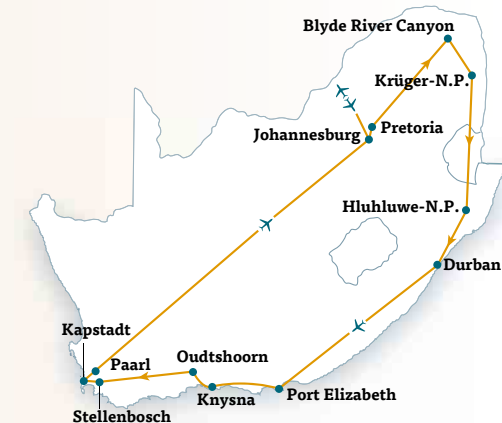 Blyde River Canyon
Krüger-N.P.
Pretoria
Johannesburg
Hluhluwe-N.P.
Durban
Kapstadt
Paarl
Oudtshoorn
Knysna
Port Elizabeth
Stellenbosch